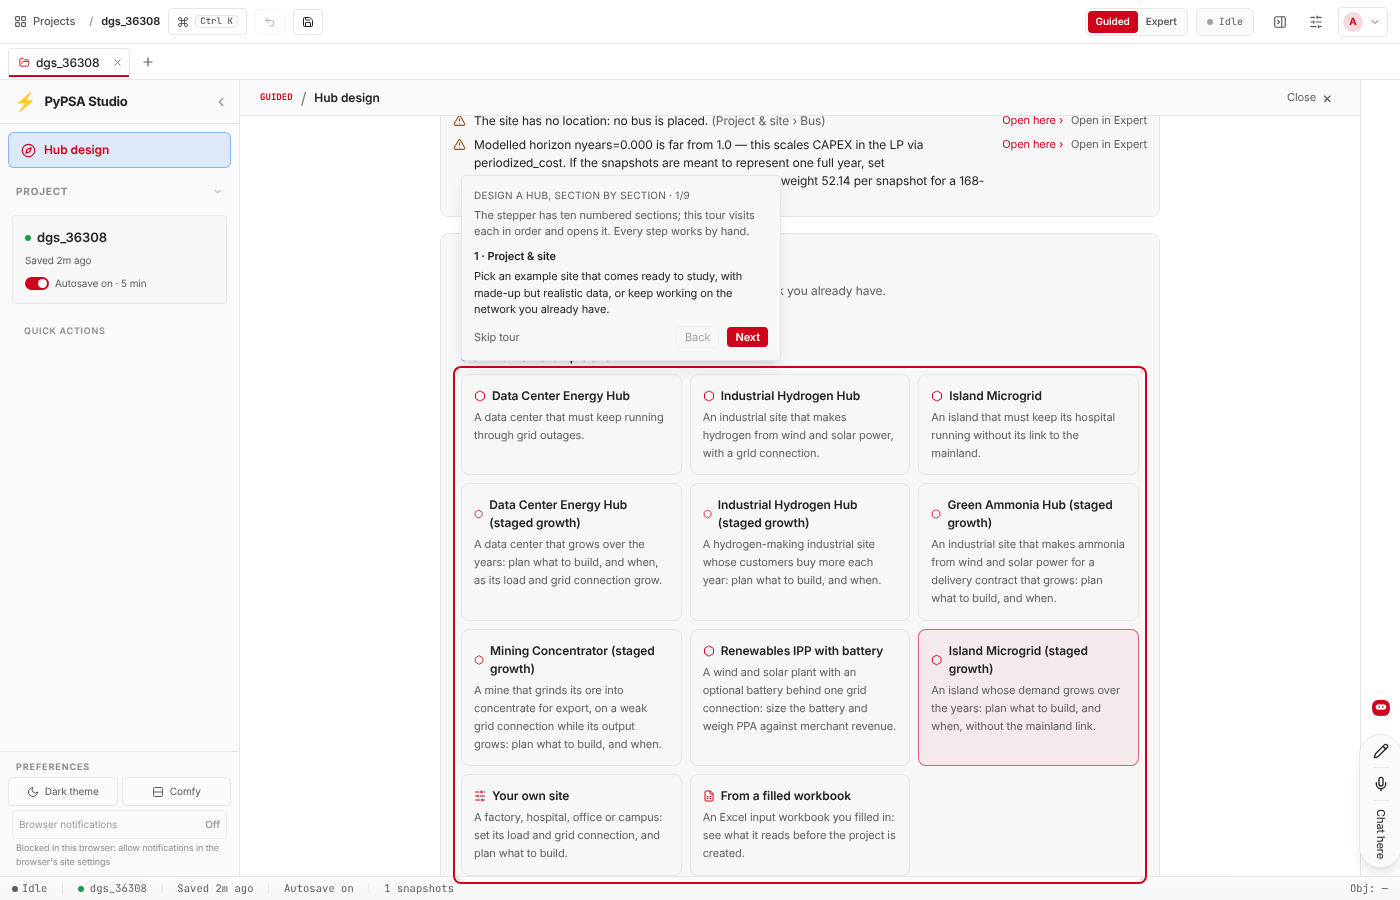 Projects / dgs_36308 ⌘ Ctrl K Guided Expert Idle A
dgs_36308
PyPSA Studio
GUIDED / Hub design Close
Hub design
PROJECT
dgs_36308
Saved 2m ago
Autosave on · 5 min
QUICK ACTIONS
The site has no location: no bus is placed. (Project & site › Bus) Open here › Open in Expert
Modelled horizon nyears=0.000 is far from 1.0 — this scales CAPEX in the LP via Open here › Open in Expert
periodized_cost. If the snapshots are meant to represent one full year, set
weight 52.14 per snapshot for a 168-
DESIGN A HUB, SECTION BY SECTION · 1/9
The stepper has ten numbered sections; this tour visits
each in order and opens it. Every step works by hand.
1 · Project & site
Pick an example site that comes ready to study, with
made-up but realistic data, or keep working on the
network you already have.
Skip tour Back Next
k you already have.
Data Center Energy Hub
A data center that must keep running
through grid outages.
Industrial Hydrogen Hub
An industrial site that makes
hydrogen from wind and solar power,
with a grid connection.
Island Microgrid
An island that must keep its hospital
running without its link to the
mainland.
Data Center Energy Hub
(staged growth)
A data center that grows over the
years: plan what to build, and when,
as its load and grid connection grow.
Industrial Hydrogen Hub
(staged growth)
A hydrogen-making industrial site
whose customers buy more each
year: plan what to build, and when.
Green Ammonia Hub (staged
growth)
An industrial site that makes ammonia
from wind and solar power for a
delivery contract that grows: plan
what to build, and when.
Mining Concentrator (staged
growth)
A mine that grinds its ore into
concentrate for export, on a weak
grid connection while its output
grows: plan what to build, and when.
Renewables IPP with battery
A wind and solar plant with an
optional battery behind one grid
connection: size the battery and
weigh PPA against merchant revenue.
Island Microgrid (staged
growth)
An island whose demand grows over
the years: plan what to build, and
when, without the mainland link.
Your own site
A factory, hospital, office or campus:
set its load and grid connection, and
plan what to build.
From a filled workbook
An Excel input workbook you filled in:
see what it reads before the project is
created.
PREFERENCES
Dark theme Comfy
Browser notifications Off
Blocked in this browser: allow notifications in the
browser's site settings
Chat here
Idle dgs_36308 Saved 2m ago Autosave on 1 snapshots Obj: —